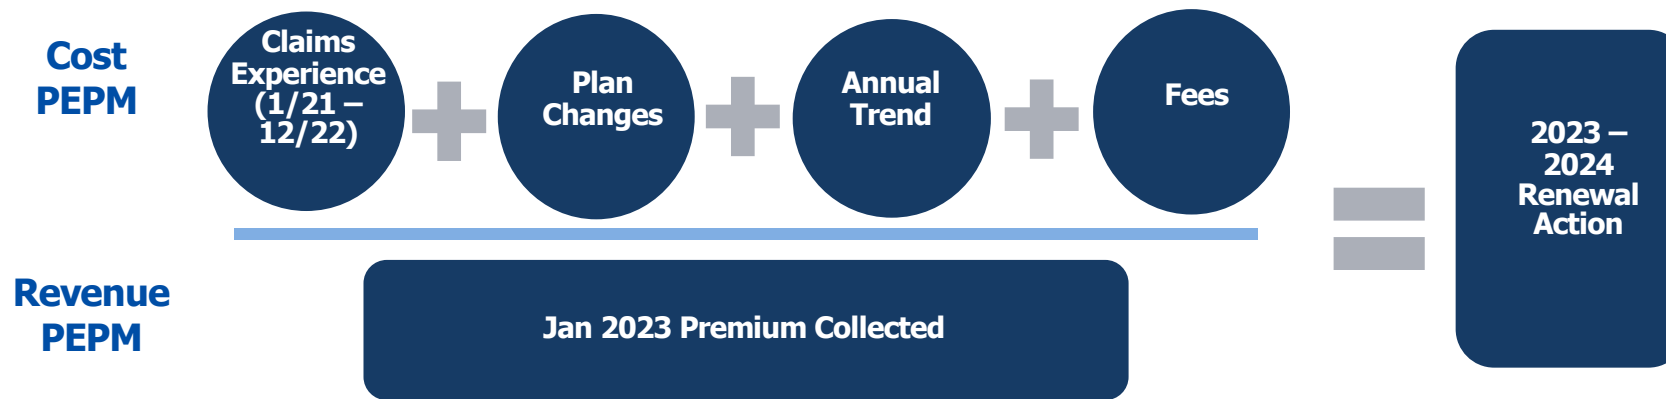 Cost
PEPM
Claims
Experience
(1/21 –
12/22)
Plan
Changes
Annual
Trend
Fees
2023 –
2024
Renewal
Action
Revenue
PEPM
Jan 2023 Premium Collected